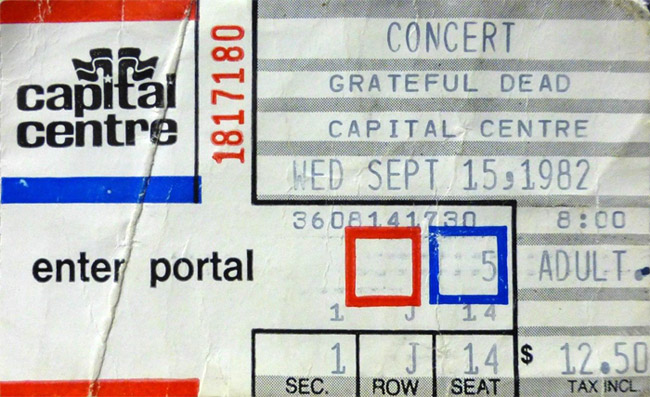 capital
centre
1817180
CONCERT
GRATEFUL DEAD
CAPITAL CENTRE
WED SEPT 15,1982
3608141730 8:00
enter portal
5 ADULT.
1 J 14
1 J 14 $ 12.50
SEC. ROW SEAT TAX INCL.